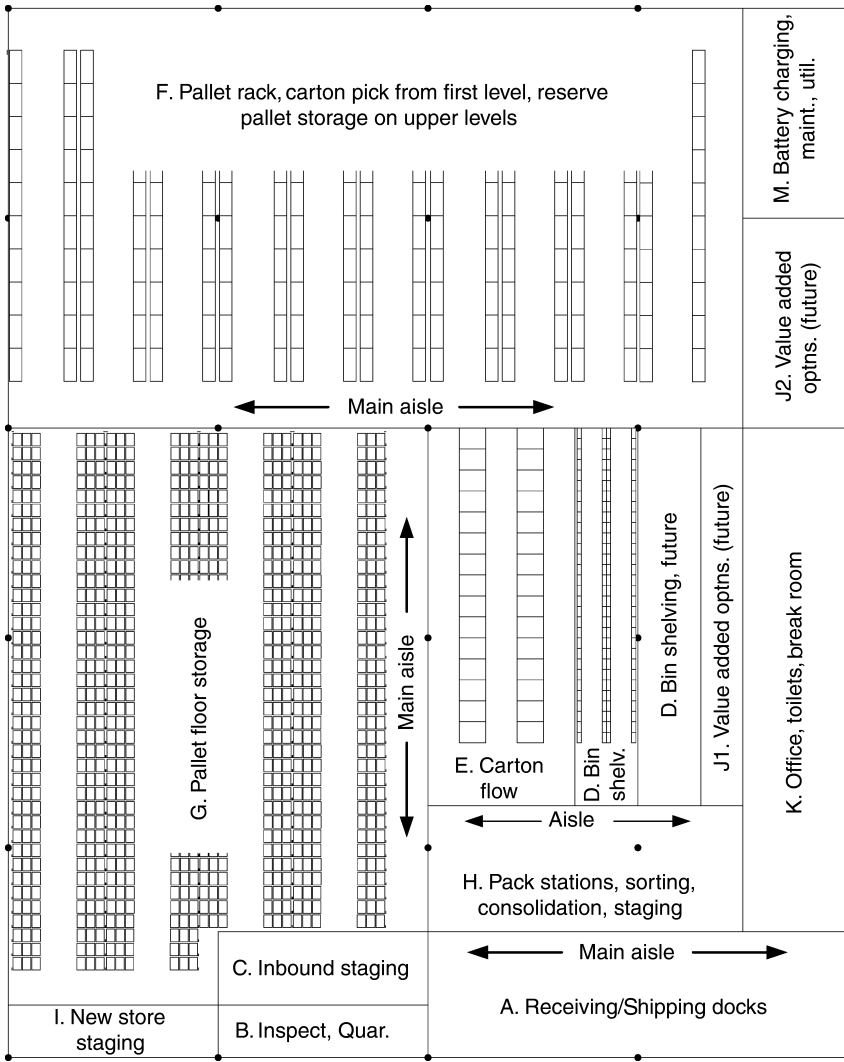 F. Pallet rack, carton pick from first level, reserve
pallet storage on upper levels
M. Battery charging,
maint., util.
J2. Value added
optns. (future)
Main aisle
G. Pallet floor storage
Main aisle
E. Carton
flow
D. Bin
shelv.
D. Bin shelving, future
J1. Value added optns. (future)
K. Office, toilets, break room
Aisle
H. Pack stations, sorting,
consolidation, staging
C. Inbound staging
Main aisle
A. Receiving/Shipping docks
I. New store
staging
B. Inspect, Quar.